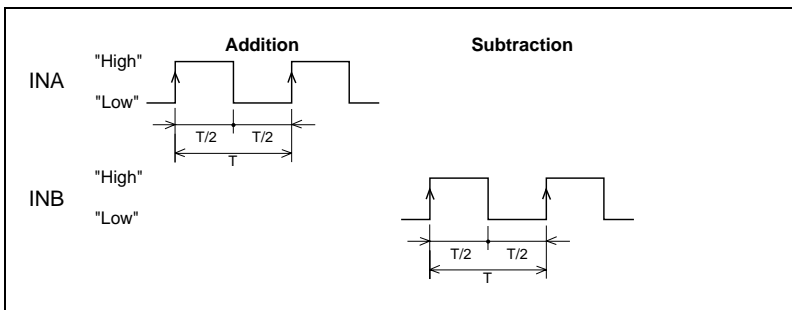 Addition Subtraction
INA "High"
"Low"
T/2 T/2
T
INB "High"
"Low"
T/2 T/2
T